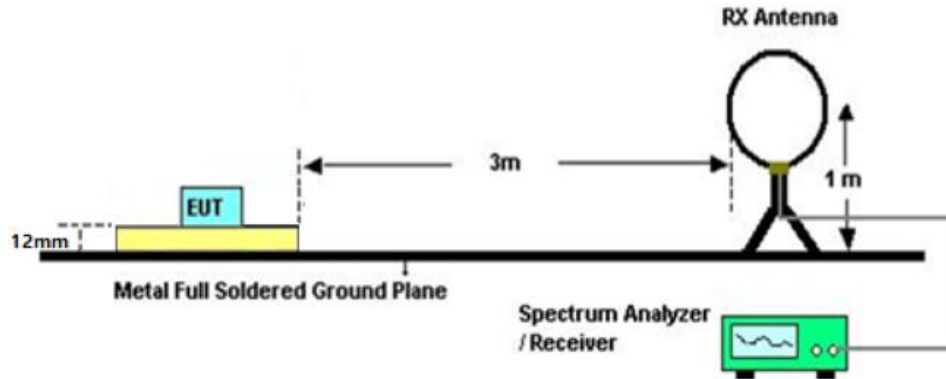 RX Antenna
3m
1 m
EUT
12mm
Metal Full Soldered Ground Plane
Spectrum Analyzer
/ Receiver